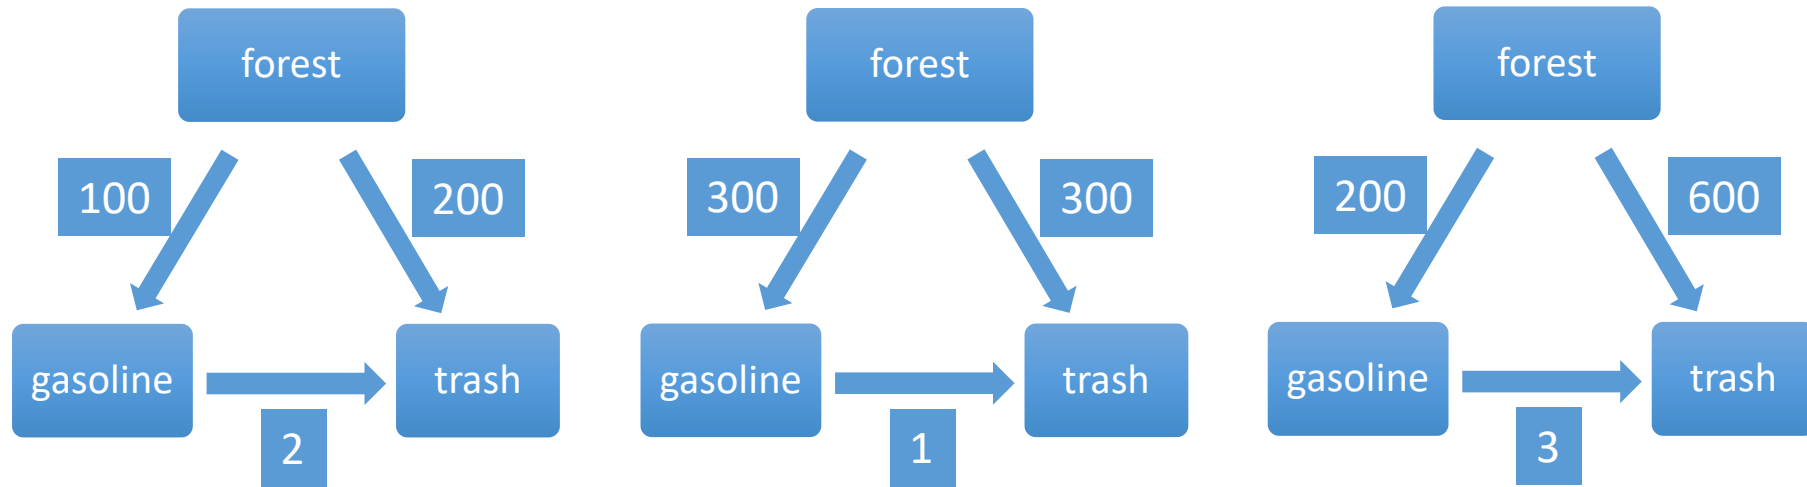 forest
100
200
gasoline
trash
2
forest
300
300
gasoline
trash
1
forest
200
600
gasoline
trash
3